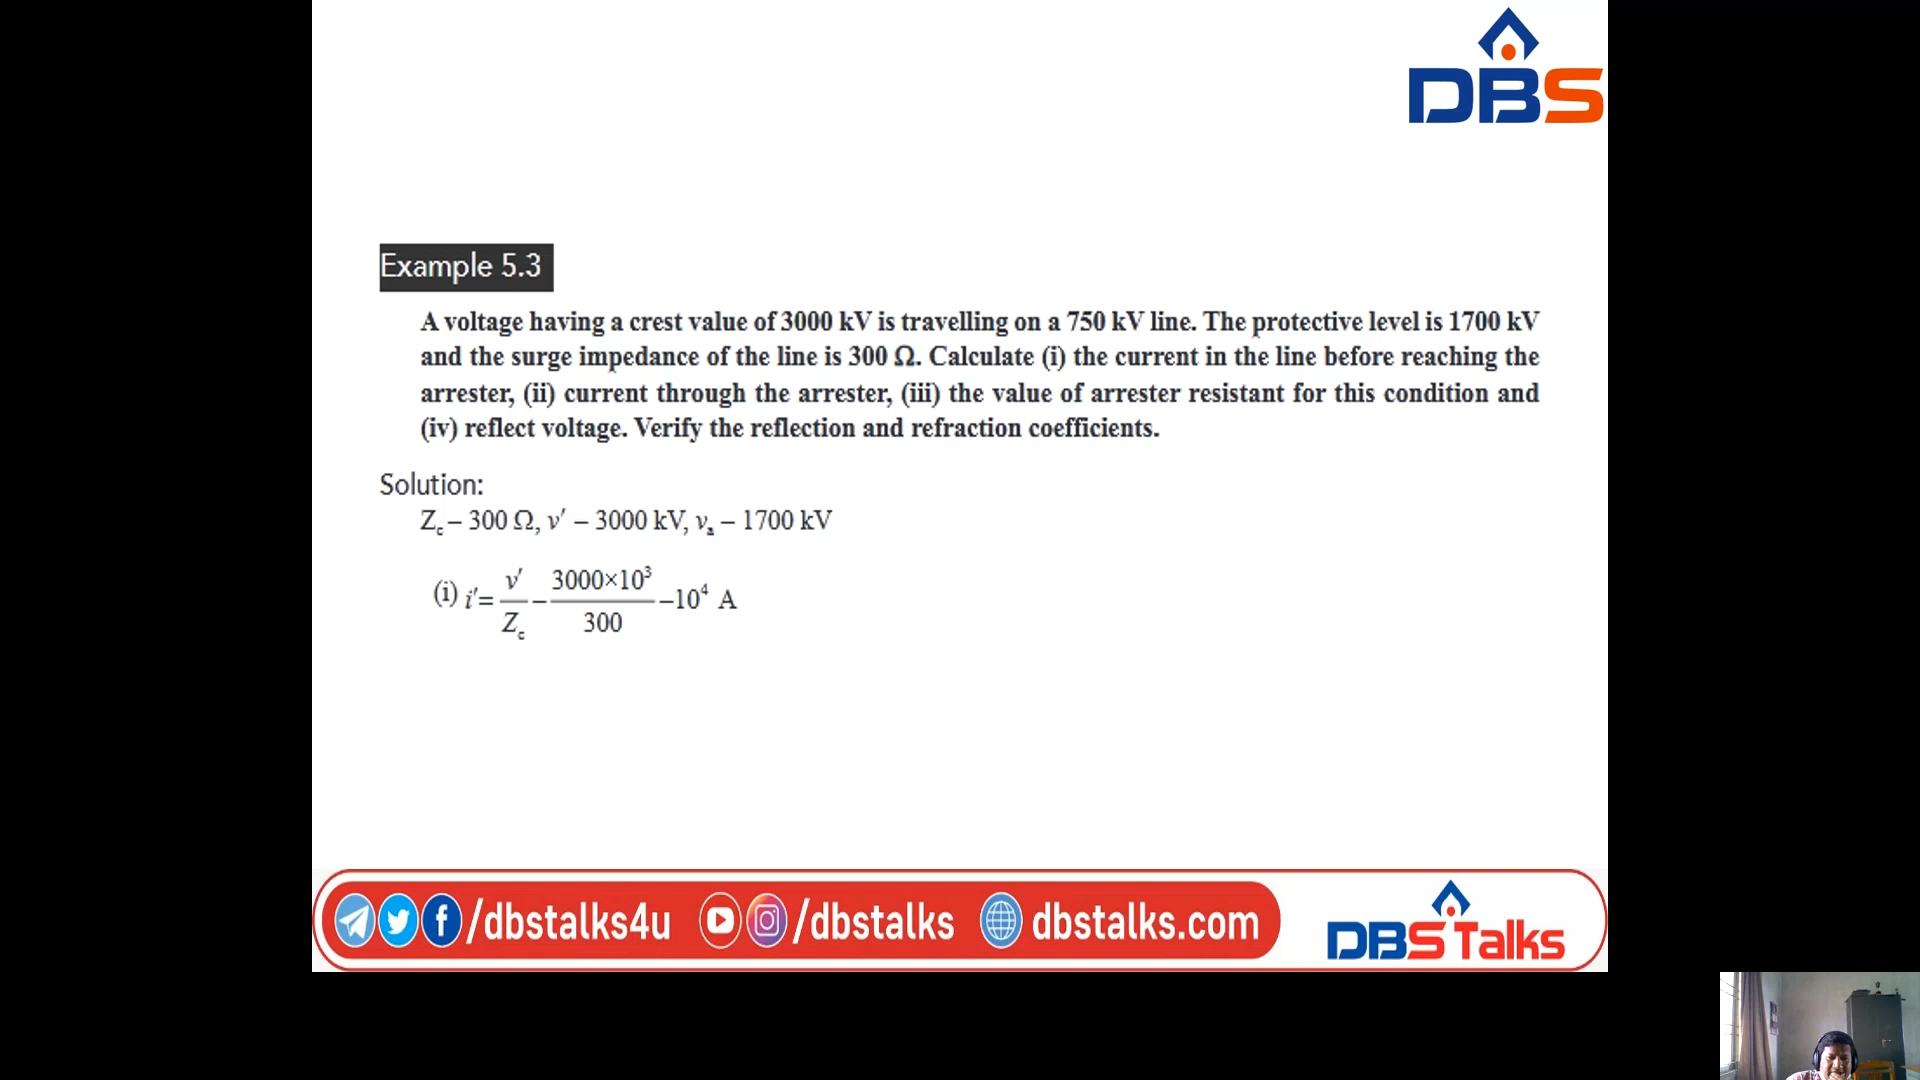 DBS
Example 5.3
A voltage having a crest value of 3000 kV is travelling on a 750 kV line. The protective level is 1700 kV
and the surge impedance of the line is 300 Ω. Calculate (i) the current in the line before reaching the
arrester, (ii) current through the arrester, (iii) the value of arrester resistant for this condition and
(iv) reflect voltage. Verify the reflection and refraction coefficients.
Solution:
Zc – 300 Ω, v′ – 3000 kV, va – 1700 kV
(i) i′= v′/Zc – 3000×10³/300 –10⁴ A
/dbstalks4u /dbstalks dbstalks.com
DBS Talks